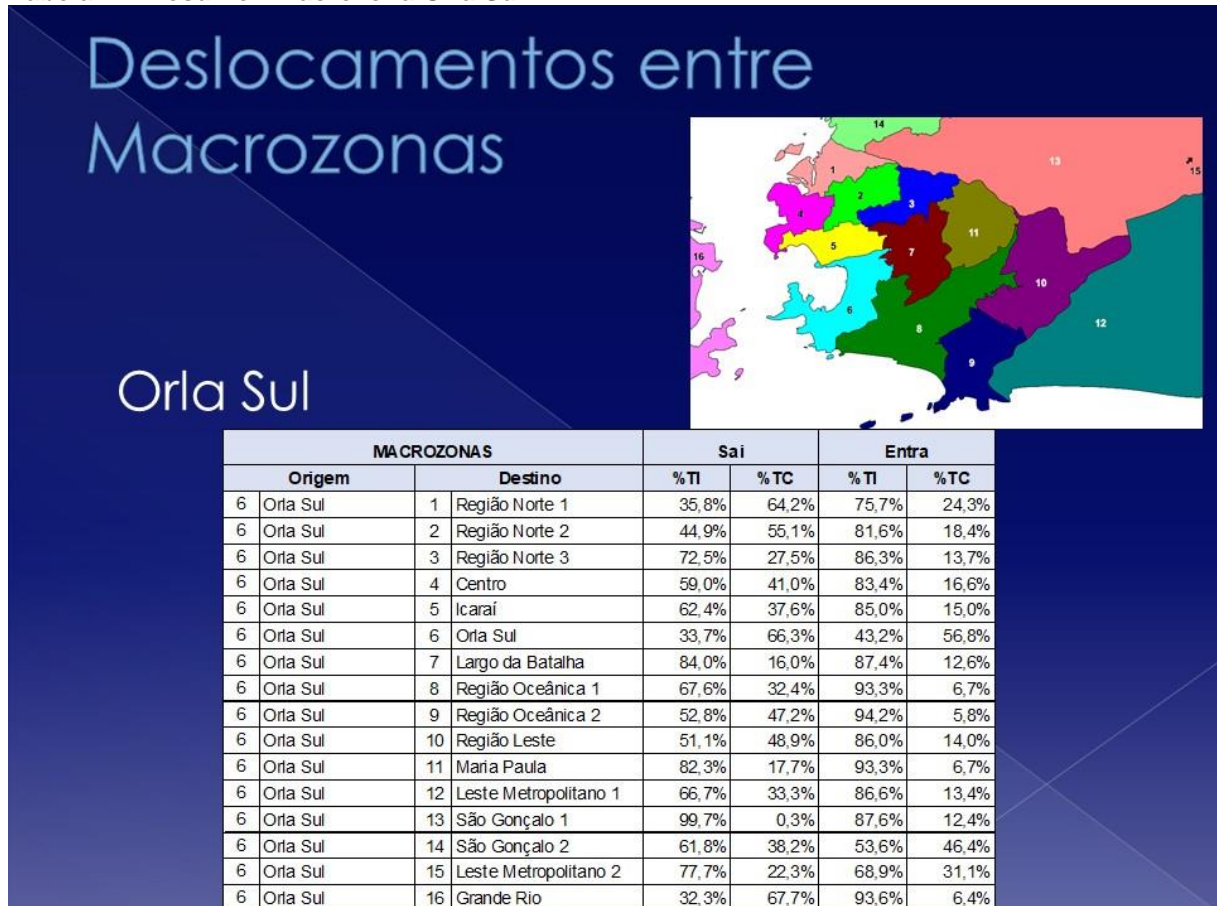 Deslocamentos entre
Macrozonas
14
13
15
1
2
3
4
11
5
7
16
10
6
12
8
9
Orla Sul
MACROZONAS Sai Entra
Origem Destino %TI %TC %TI %TC
6 Orla Sul 1 Região Norte 1 35,8% 64,2% 75,7% 24,3%
6 Orla Sul 2 Região Norte 2 44,9% 55,1% 81,6% 18,4%
6 Orla Sul 3 Região Norte 3 72,5% 27,5% 86,3% 13,7%
6 Orla Sul 4 Centro 59,0% 41,0% 83,4% 16,6%
6 Orla Sul 5 Icaraí 62,4% 37,6% 85,0% 15,0%
6 Orla Sul 6 Orla Sul 33,7% 66,3% 43,2% 56,8%
6 Orla Sul 7 Largo da Batalha 84,0% 16,0% 87,4% 12,6%
6 Orla Sul 8 Região Oceânica 1 67,6% 32,4% 93,3% 6,7%
6 Orla Sul 9 Região Oceânica 2 52,8% 47,2% 94,2% 5,8%
6 Orla Sul 10 Região Leste 51,1% 48,9% 86,0% 14,0%
6 Orla Sul 11 Maria Paula 82,3% 17,7% 93,3% 6,7%
6 Orla Sul 12 Leste Metropolitano 1 66,7% 33,3% 86,6% 13,4%
6 Orla Sul 13 São Gonçalo 1 99,7% 0,3% 87,6% 12,4%
6 Orla Sul 14 São Gonçalo 2 61,8% 38,2% 53,6% 46,4%
6 Orla Sul 15 Leste Metropolitano 2 77,7% 22,3% 68,9% 31,1%
6 Orla Sul 16 Grande Rio 32,3% 67,7% 93,6% 6,4%